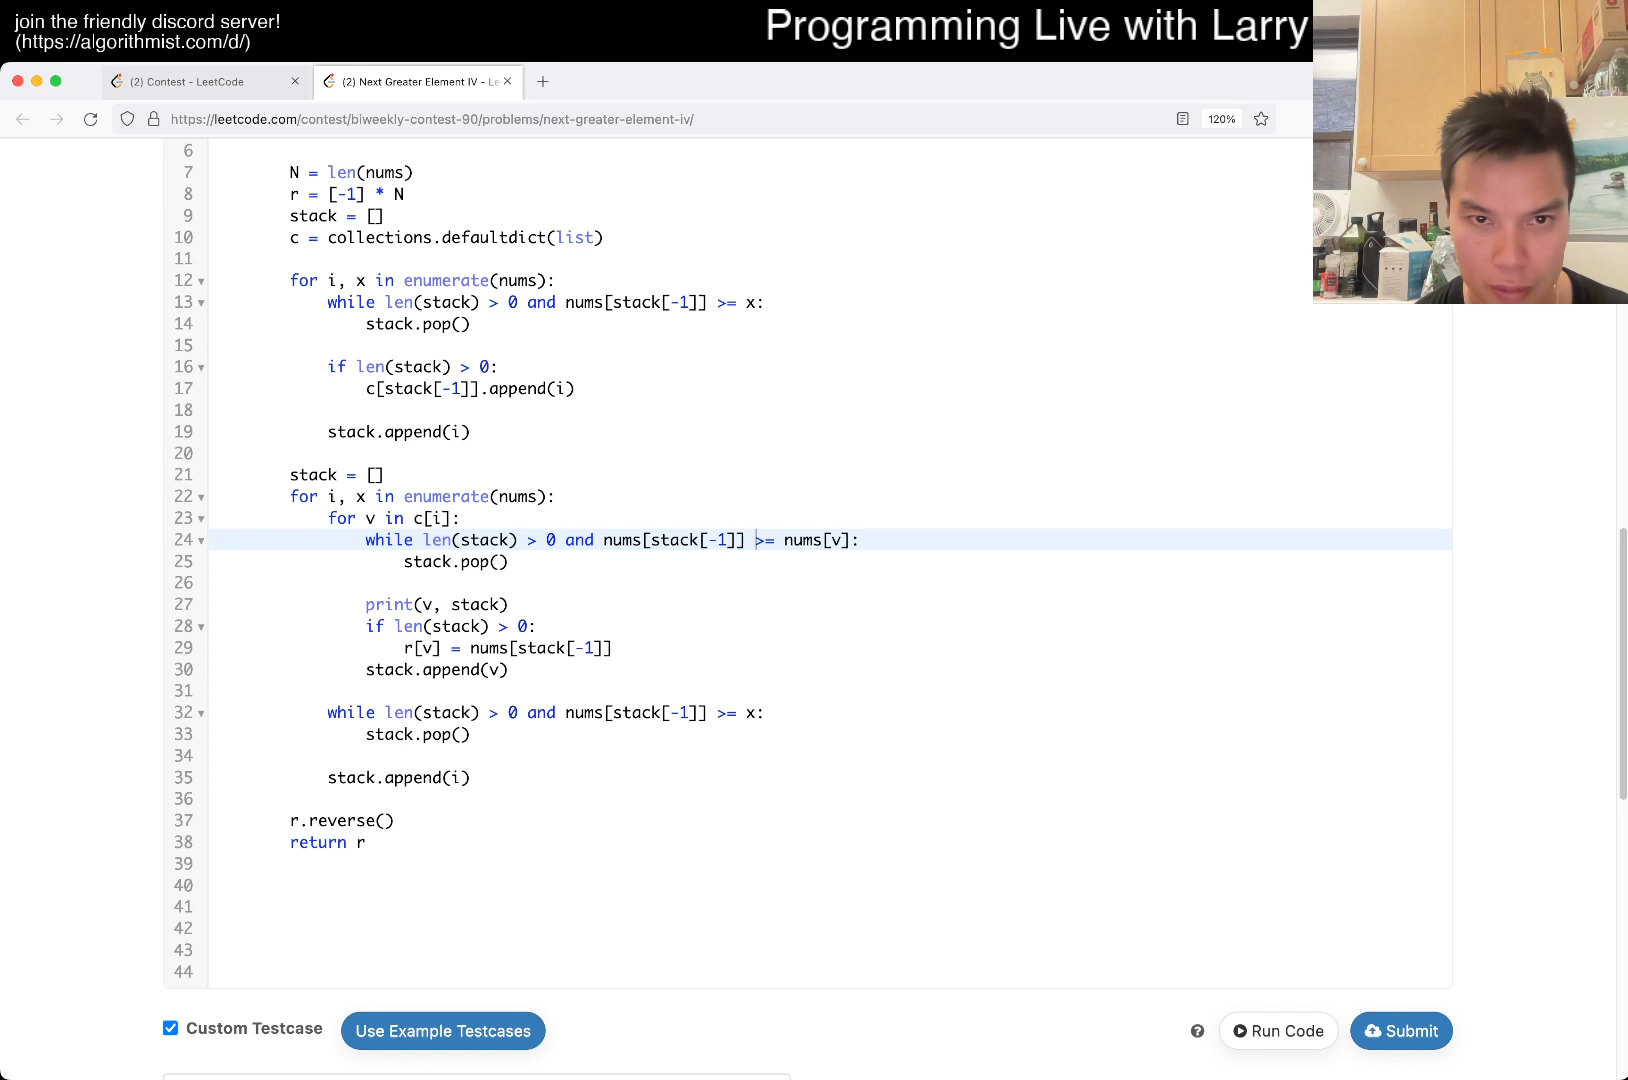 join the friendly discord server!
(https://algorithmist.com/d/)
Programming Live with Larry
(2) Contest - LeetCode
(2) Next Greater Element IV - Le
https://leetcode.com/contest/biweekly-contest-90/problems/next-greater-element-iv/
120%
6
7 N = len(nums)
8 r = [-1] * N
9 stack = []
10 c = collections.defaultdict(list)
11
12 for i, x in enumerate(nums):
13 while len(stack) > 0 and nums[stack[-1]] >= x:
14 stack.pop()
15
16 if len(stack) > 0:
17 c[stack[-1]].append(i)
18
19 stack.append(i)
20
21 stack = []
22 for i, x in enumerate(nums):
23 for v in c[i]:
24 while len(stack) > 0 and nums[stack[-1]] >= nums[v]:
25 stack.pop()
26
27 print(v, stack)
28 if len(stack) > 0:
29 r[v] = nums[stack[-1]]
30 stack.append(v)
31
32 while len(stack) > 0 and nums[stack[-1]] >= x:
33 stack.pop()
34
35 stack.append(i)
36
37 r.reverse()
38 return r
39
40
41
42
43
44
Custom Testcase
Use Example Testcases
Run Code
Submit